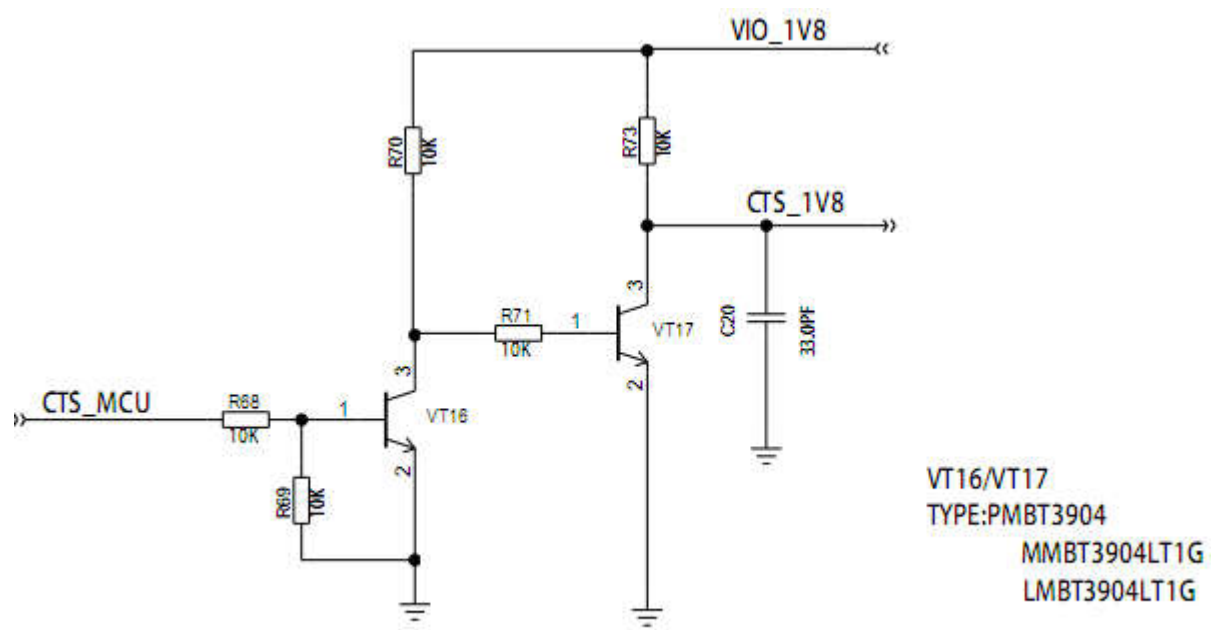 VIO_1V8
R70
10K
R73
10K
CTS_1V8
3
R71
10K
1
VT17
C20
33.0PF
2
CTS_MCU
R68
10K
1
3
VT16
2
R69
10K
VT16/VT17
TYPE:PMBT3904
MMBT3904LT1G
LMBT3904LT1G